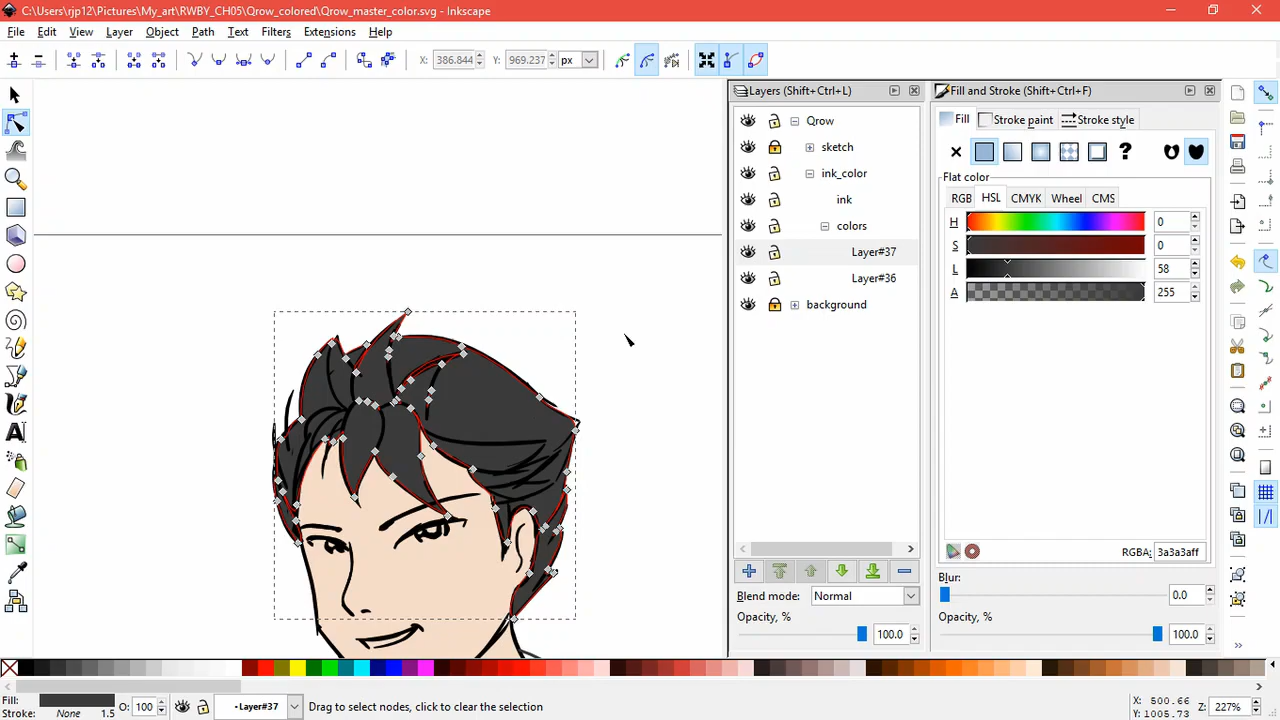 C:\Users\rjp12\Pictures\My_art\RWBY_CH05\Qrow_colored\Qrow_master_color.svg - Inkscape
File Edit View Layer Object Path Text Filters Extensions Help
X: 386.844 Y: 969.237 px
Layers (Shift+Ctrl+L)
Qrow
sketch
ink_color
ink
colors
Layer#37
Layer#36
background
Blend mode: Normal
Opacity, % 100.0
Fill and Stroke (Shift+Ctrl+F)
Fill Stroke paint Stroke style
?
Flat color
RGB HSL CMYK Wheel CMS
H 0
S 0
L 58
A 255
RGBA: 3a3a3aff
Blur:
0.0
Opacity, %
100.0
Fill:
Stroke: None 1.5
O: 100
•Layer#37
Drag to select nodes, click to clear the selection
X: 500.66
Y: 1005.73
Z: 227%